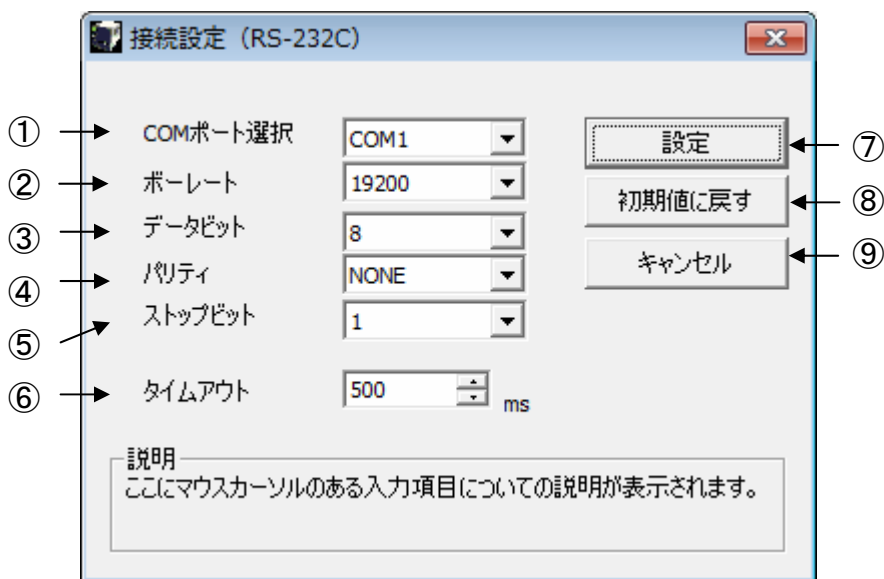 接続設定（RS-232C）
① COMポート選択 COM1 設定 ⑦
② ボーレート 19200 初期値に戻す ⑧
③ データビット 8 キャンセル ⑨
④ パリティ NONE
⑤ ストップビット 1
⑥ タイムアウト 500 ms
説明
ここにマウスカーソルのある入力項目についての説明が表示されます。